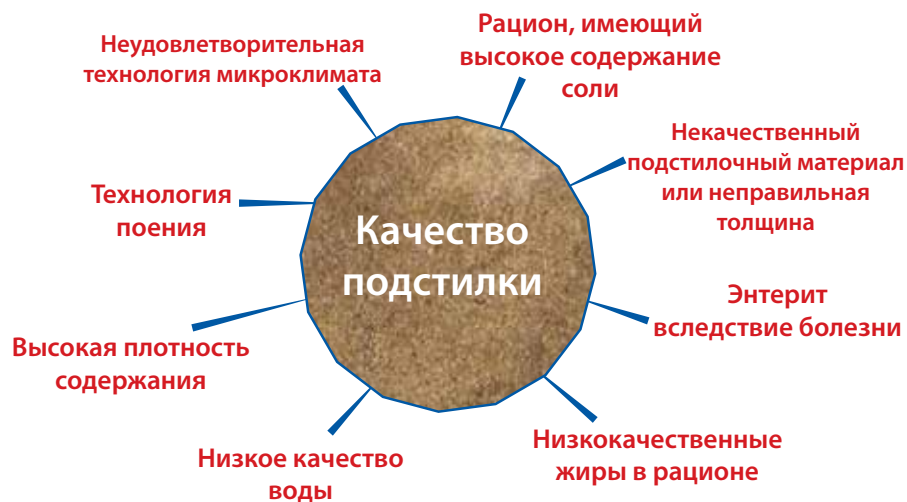 Неудовлетворительная
технология микроклимата
Рацион, имеющий
высокое содержание
соли
Некачественный
подстилочный материал
или неправильная
толщина
Технология
поения
Качество
подстилки
Энтерит
вследствие болезни
Высокая плотность
содержания
Низкое качество
воды
Низкокачественные
жиры в рационе